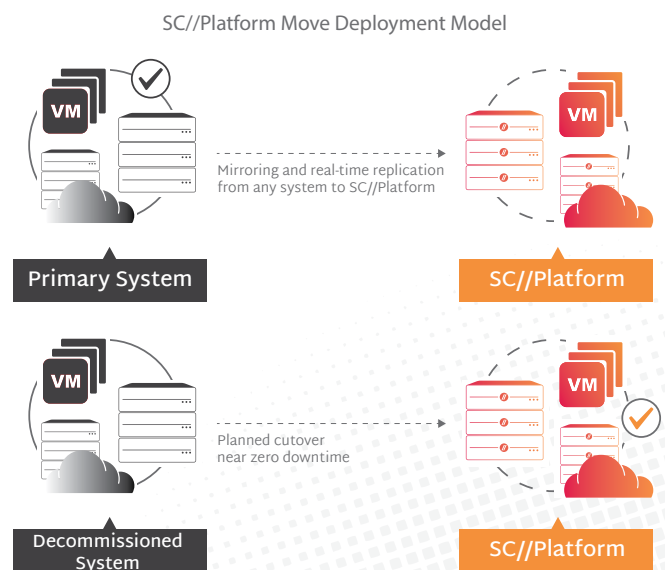 SC//Platform Move Deployment Model
VM
VM
Mirroring and real-time replication
from any system to SC//Platform
Primary System
SC//Platform
VM
VM
Planned cutover
near zero downtime
Decommissioned
System
SC//Platform